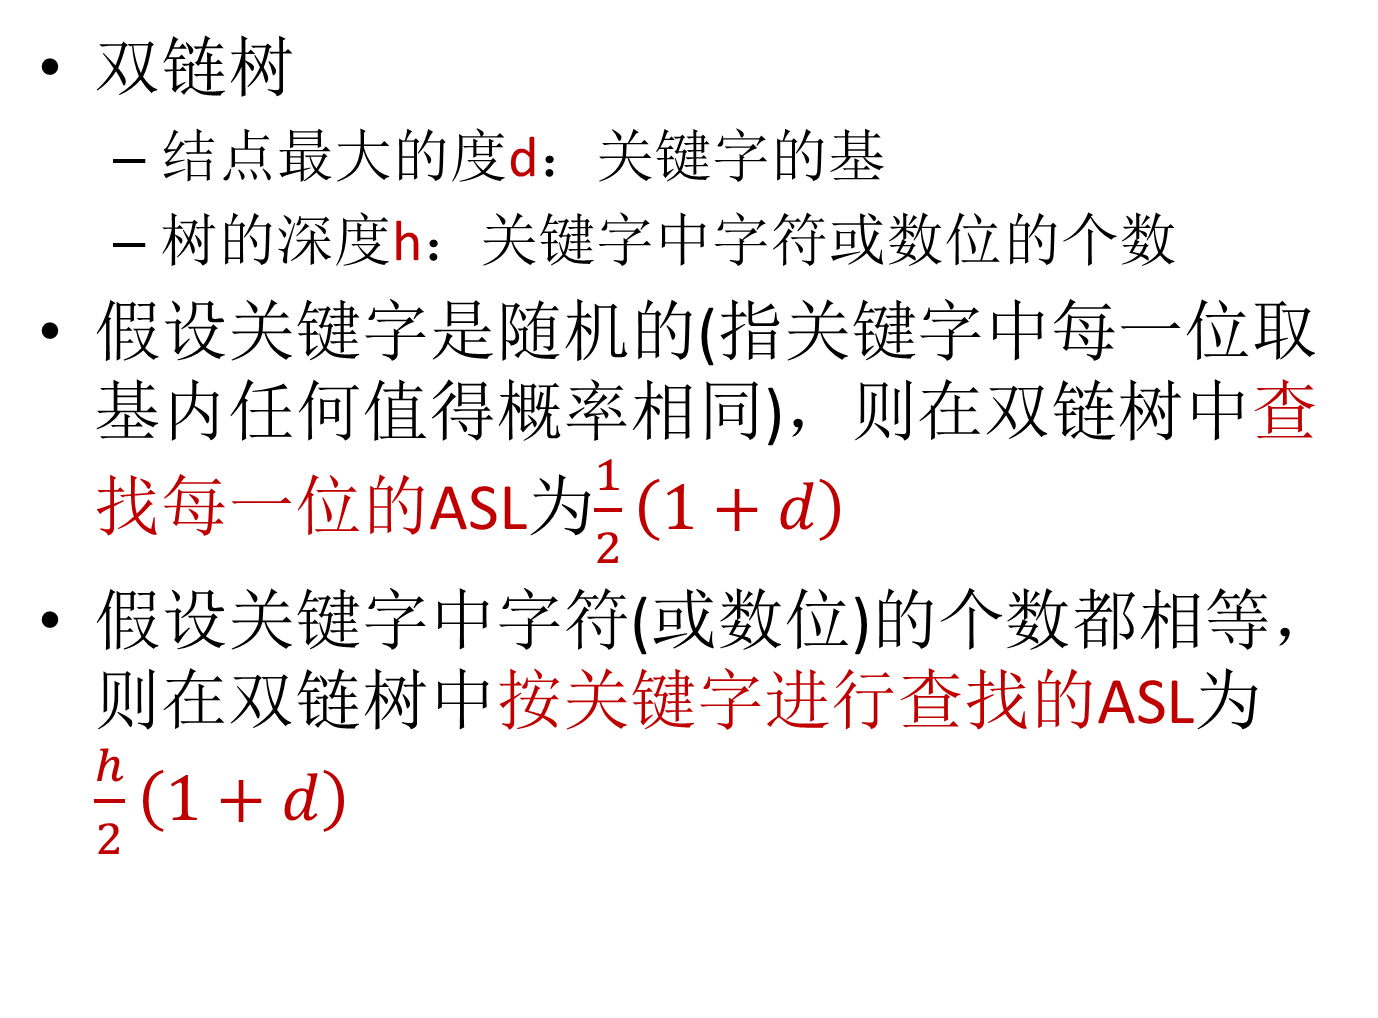 • 双链树
– 结点最大的度d：关键字的基
– 树的深度h：关键字中字符或数位的个数
• 假设关键字是随机的(指关键字中每一位取
基内任何值得概率相同)，则在双链树中查
找每一位的ASL为\frac{1}{2}(1 + d)
• 假设关键字中字符(或数位)的个数都相等，
则在双链树中按关键字进行查找的ASL为
\frac{h}{2}(1 + d)